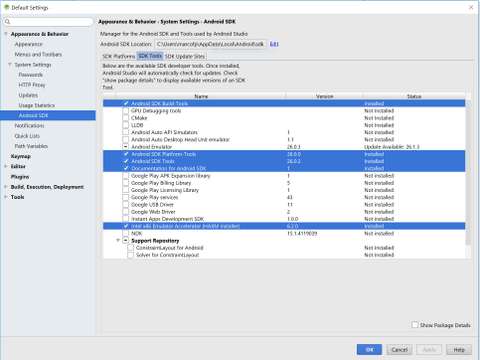 Default Settings
Appearance & Behavior
Appearance
Menus and Toolbars
System Settings
Passwords
HTTP Proxy
Updates
Usage Statistics
Android SDK
Notifications
Quick Lists
Path Variables
Keymap
Editor
Plugins
Build, Execution, Deployment
Tools
Appearance & Behavior › System Settings › Android SDK
Manager for the Android SDK and Tools used by Android Studio
Android SDK Location: Edit
SDK Platforms SDK Tools SDK Update Sites
Below are the available SDK developer tools. Once installed,
Android Studio will automatically check for updates. Check
"show package details" to display available versions of an SDK
Tool.
Name Version Status
Android SDK Build-Tools Installed
GPU Debugging tools Not installed
CMake Not installed
LLDB Not installed
Android Auto API Simulators 1 Not installed
Android Auto Desktop Head Unit emulator 1.1 Not installed
Android Emulator 26.0.3 Update Available: 26.1.3
Android SDK Platform-Tools 26.0.0 Installed
Android SDK Tools 26.0.2 Installed
Documentation for Android SDK 1 Installed
Google Play APK Expansion library 1 Not installed
Google Play Billing Library 5 Not installed
Google Play Licensing Library 1 Not installed
Google Play services 43 Not installed
Google USB Driver 11 Not installed
Google Web Driver 2 Not installed
Instant Apps Development SDK 1.0.0 Not installed
Intel x86 Emulator Accelerator (HAXM installer) 6.2.0 Installed
NDK 15.1.4119039 Not installed
Support Repository
ConstraintLayout for Android Not installed
Solver for ConstraintLayout Not installed
Show Package Details
OK Cancel Apply Help